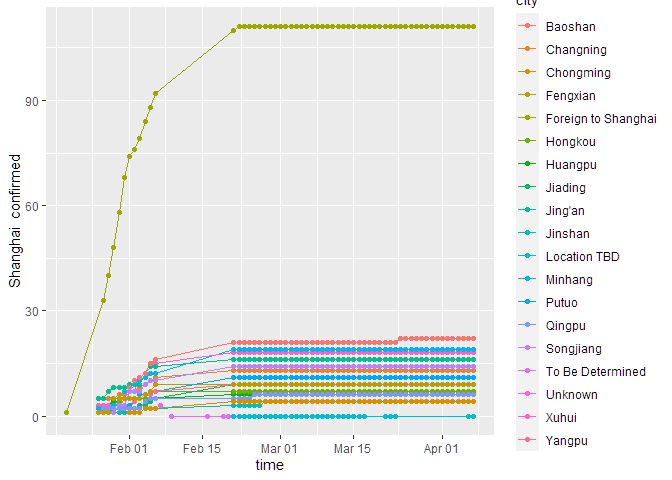 city
Baoshan
Changning
Chongming
Fengxian
Foreign to Shanghai
Hongkou
Huangpu
Jiading
Jing'an
Jinshan
Location TBD
Minhang
Putuo
Qingpu
Songjiang
To Be Determined
Unknown
Xuhui
Yangpu
Shanghai confirmed
90
60
30
0
Feb 01 Feb 15 Mar 01 Mar 15 Apr 01
time